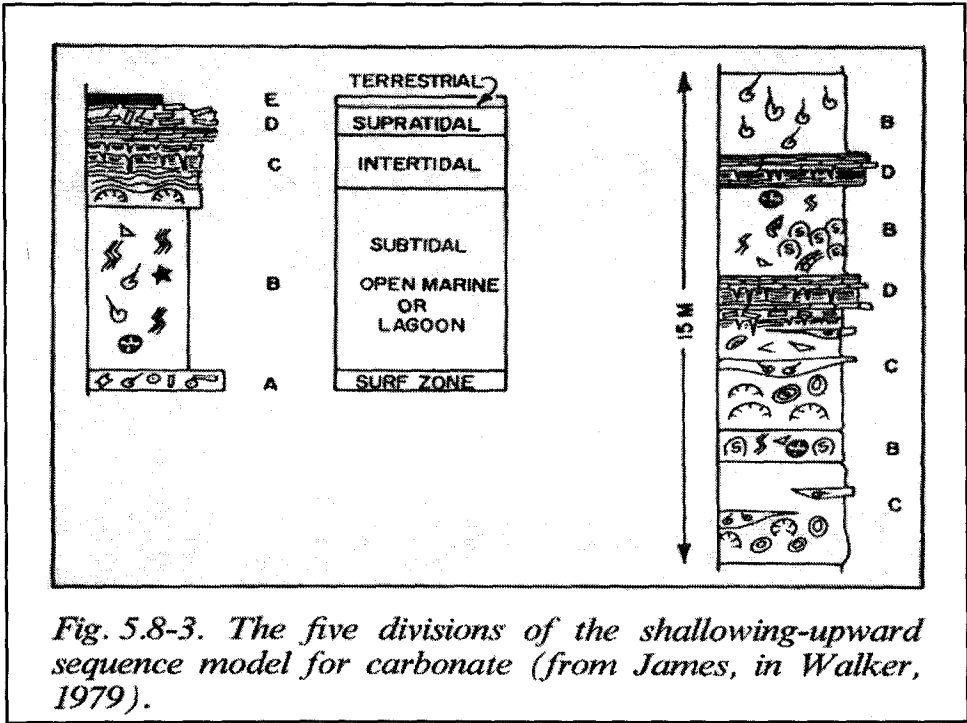 TERRESTRIAL
E
D
SUPRATIDAL
C
INTERTIDAL
SUBTIDAL
B
OPEN MARINE
OR
LAGOON
A
SURF ZONE
15 M
B
D
B
D
C
B
C
Fig. 5.8-3. The five divisions of the shallowing-upward
sequence model for carbonate (from James, in Walker,
1979).